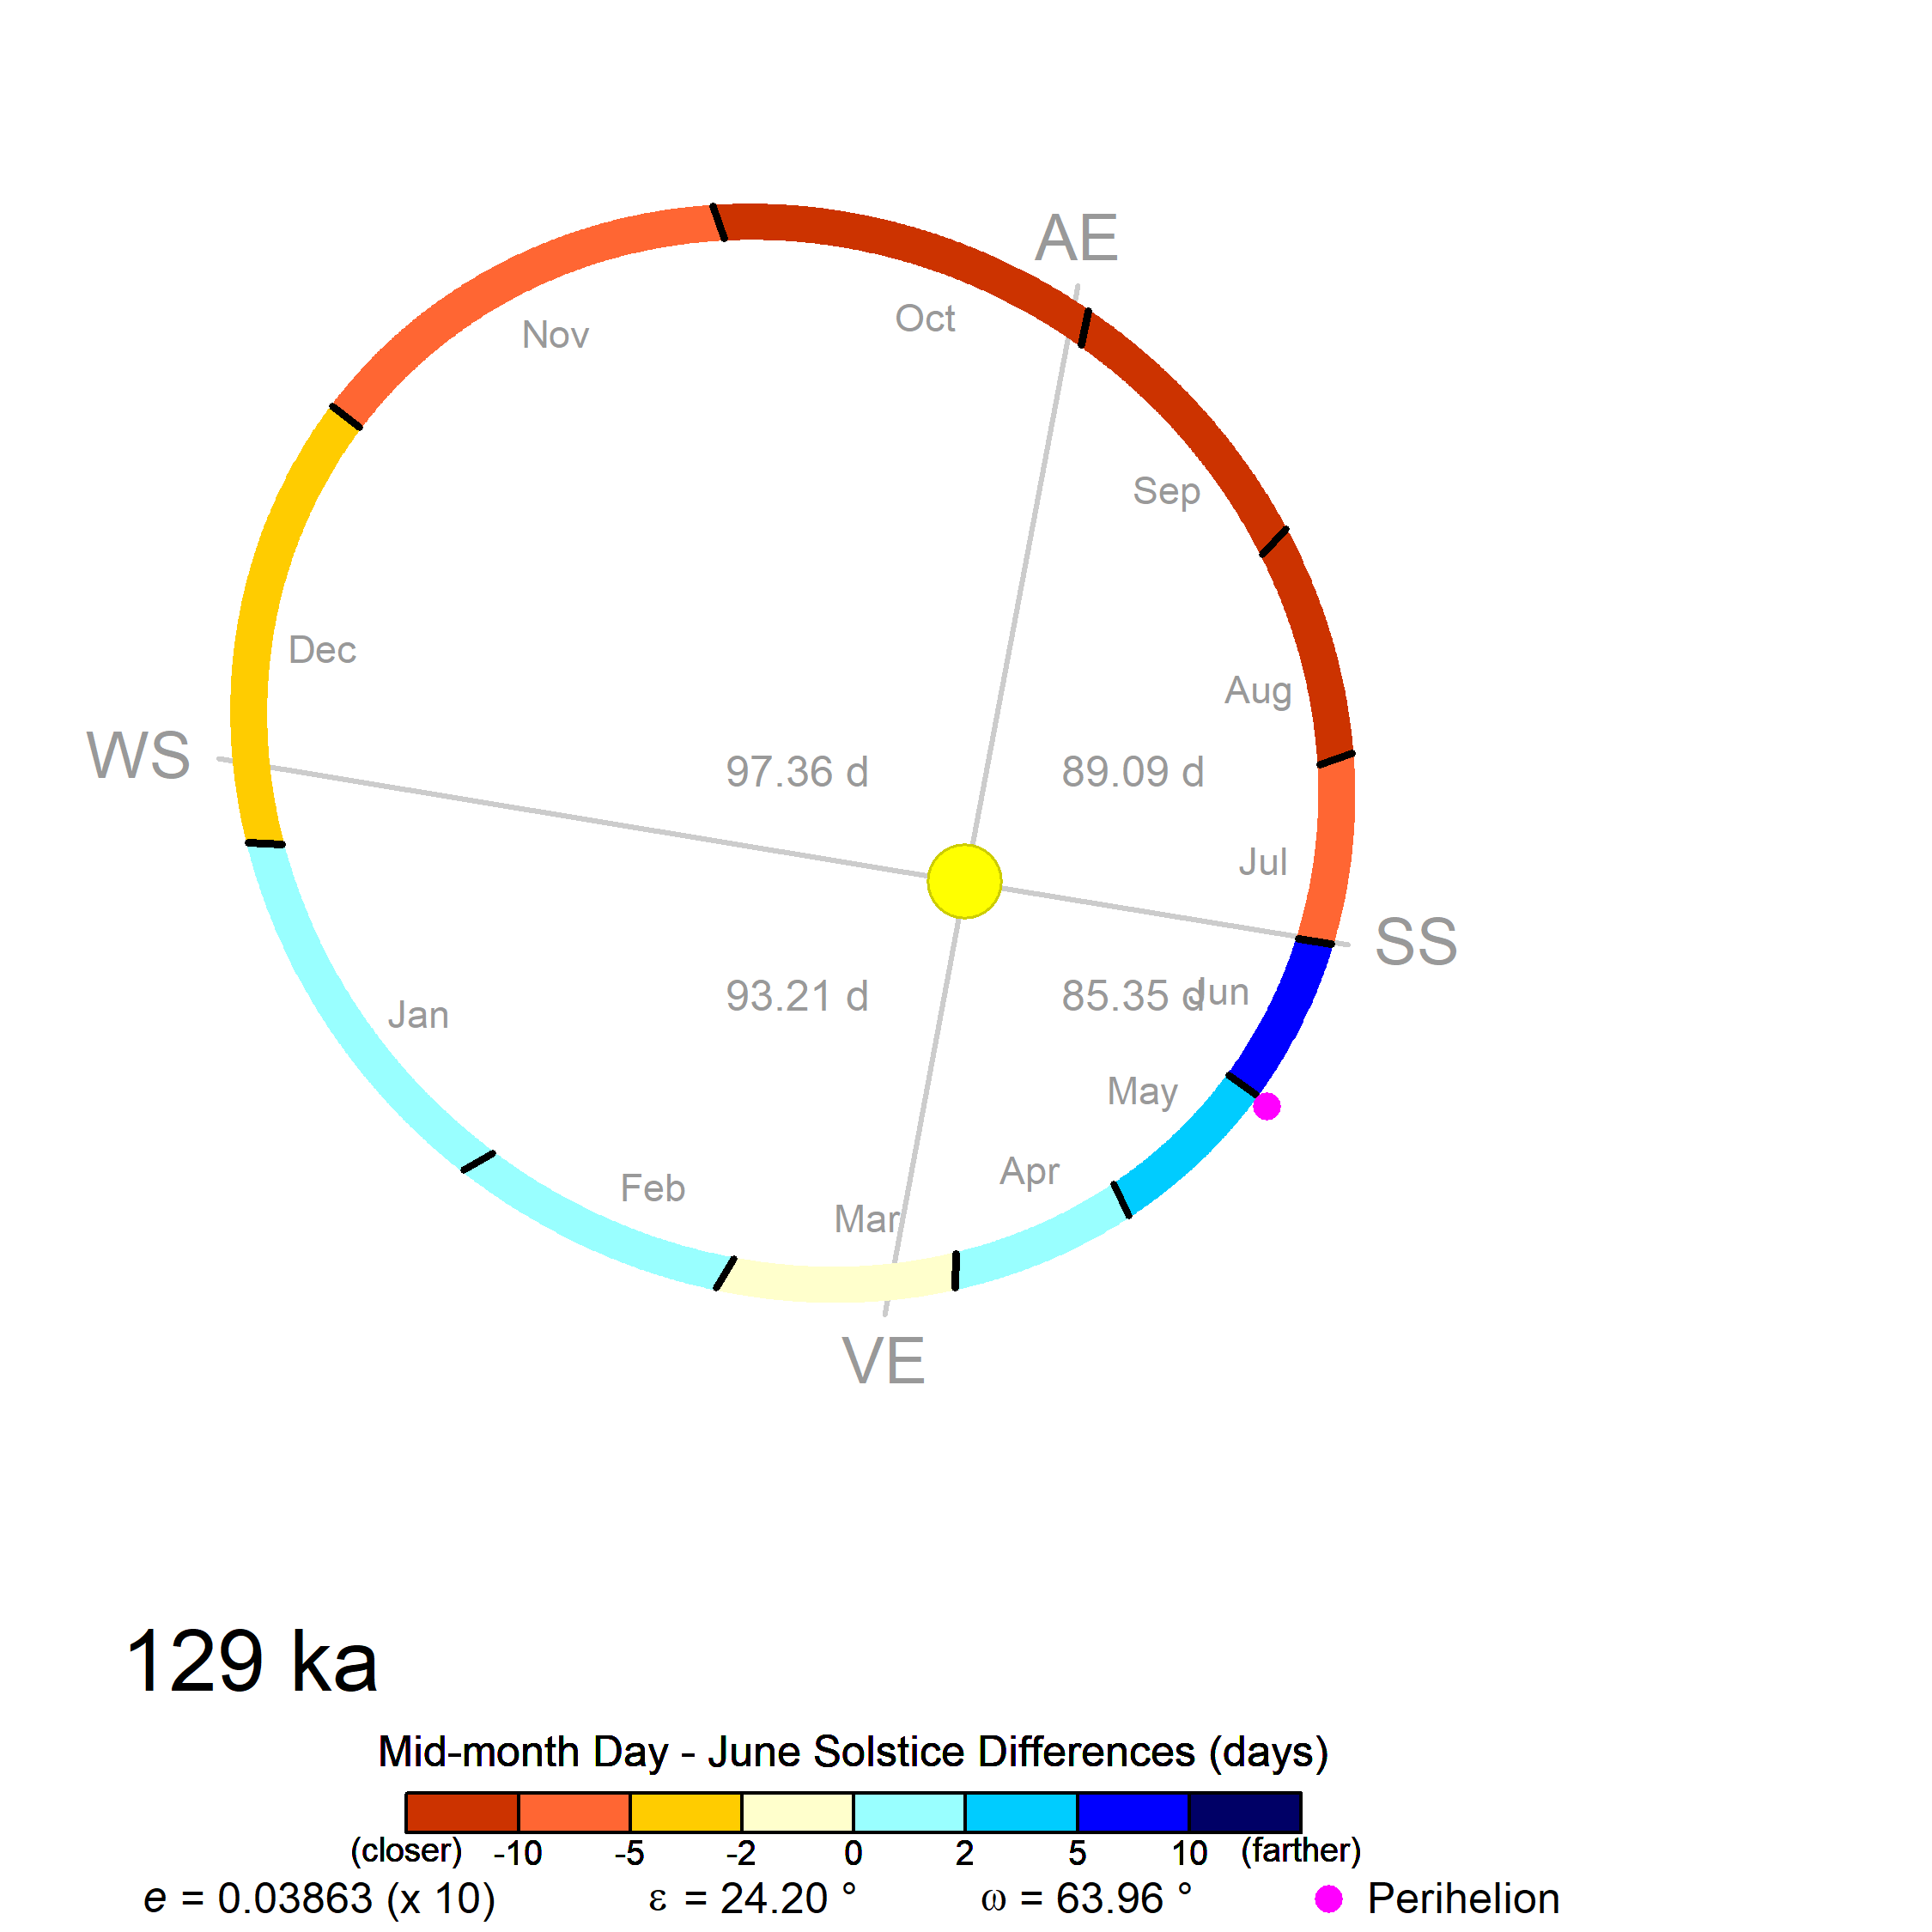 AE
Oct
Nov
Sep
Dec
Aug
WS
97.36 d
89.09 d
Jul
SS
93.21 d
85.35 d
Jun
Jan
May
Apr
Feb
Mar
VE
129 ka
Mid-month Day - June Solstice Differences (days)
(closer) -10 -5 -2 0 2 5 10 (farther)
e = 0.03863 (x 10) ε = 24.20 ° ω = 63.96 ° Perihelion